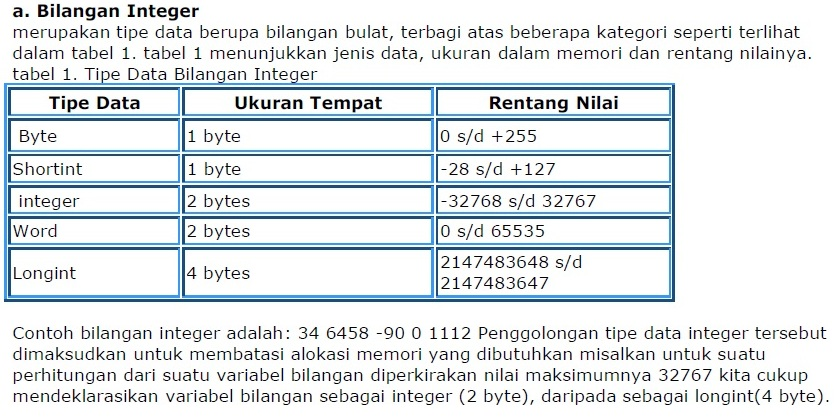 a. Bilangan Integer
merupakan tipe data berupa bilangan bulat, terbagi atas beberapa kategori seperti terlihat
dalam tabel 1. tabel 1 menunjukkan jenis data, ukuran dalam memori dan rentang nilainya.
tabel 1. Tipe Data Bilangan Integer
Tipe Data Ukuran Tempat Rentang Nilai
Byte 1 byte 0 s/d +255
Shortint 1 byte -28 s/d +127
integer 2 bytes -32768 s/d 32767
Word 2 bytes 0 s/d 65535
Longint 4 bytes 2147483648 s/d
2147483647
Contoh bilangan integer adalah: 34 6458 -90 0 1112 Penggolongan tipe data integer tersebut
dimaksudkan untuk membatasi alokasi memori yang dibutuhkan misalkan untuk suatu
perhitungan dari suatu variabel bilangan diperkirakan nilai maksimumnya 32767 kita cukup
mendeklarasikan variabel bilangan sebagai integer (2 byte), daripada sebagai longint(4 byte).